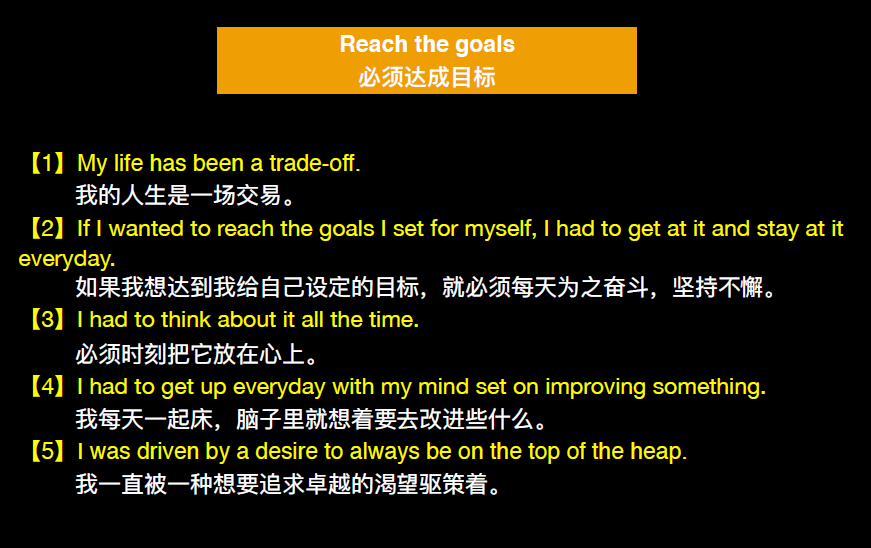 Reach the goals
必须达成目标
【1】My life has been a trade-off.
我的人生是一场交易。
【2】If I wanted to reach the goals I set for myself, I had to get at it and stay at it
everyday.
如果我想达到我给自己设定的目标，就必须每天为之奋斗，坚持不懈。
【3】I had to think about it all the time.
必须时刻把它放在心上。
【4】I had to get up everyday with my mind set on improving something.
我每天一起床，脑子里就想着要去改进些什么。
【5】I was driven by a desire to always be on the top of the heap.
我一直被一种想要追求卓越的渴望驱策着。